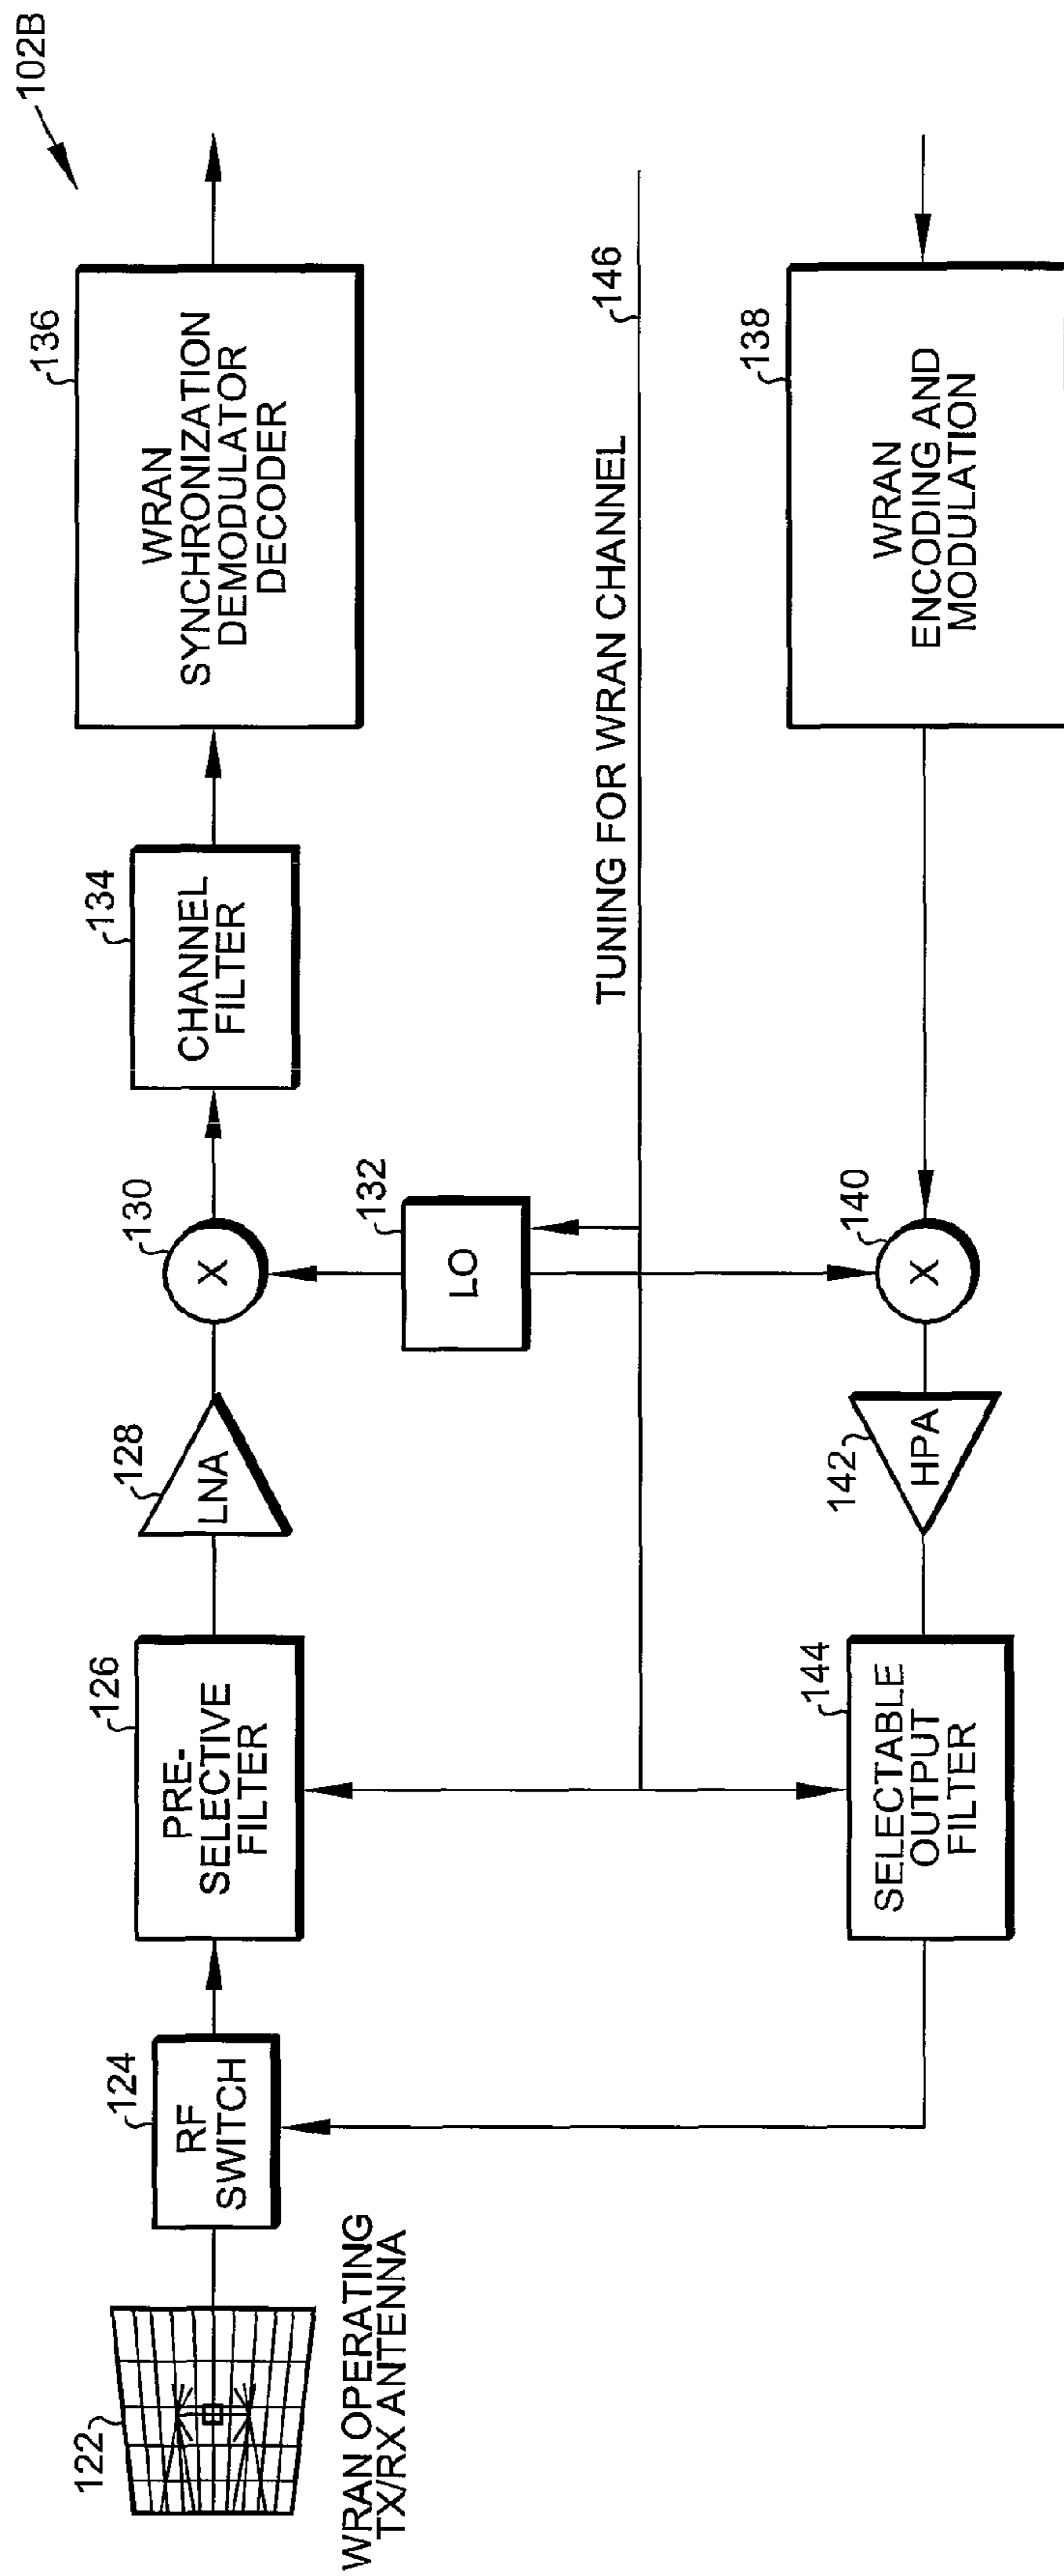 102B
122
WRAN OPERATING
TX/RX ANTENNA
124
RF
SWITCH
126
PRE-
SELECTIVE
FILTER
128
LNA
130
X
134
CHANNEL
FILTER
136
WRAN
SYNCHRONIZATION
DEMODULATOR
DECODER
132
LO
TUNING FOR WRAN CHANNEL
146
144
SELECTABLE
OUTPUT
FILTER
142
HPA
140
X
138
WRAN
ENCODING AND
MODULATION